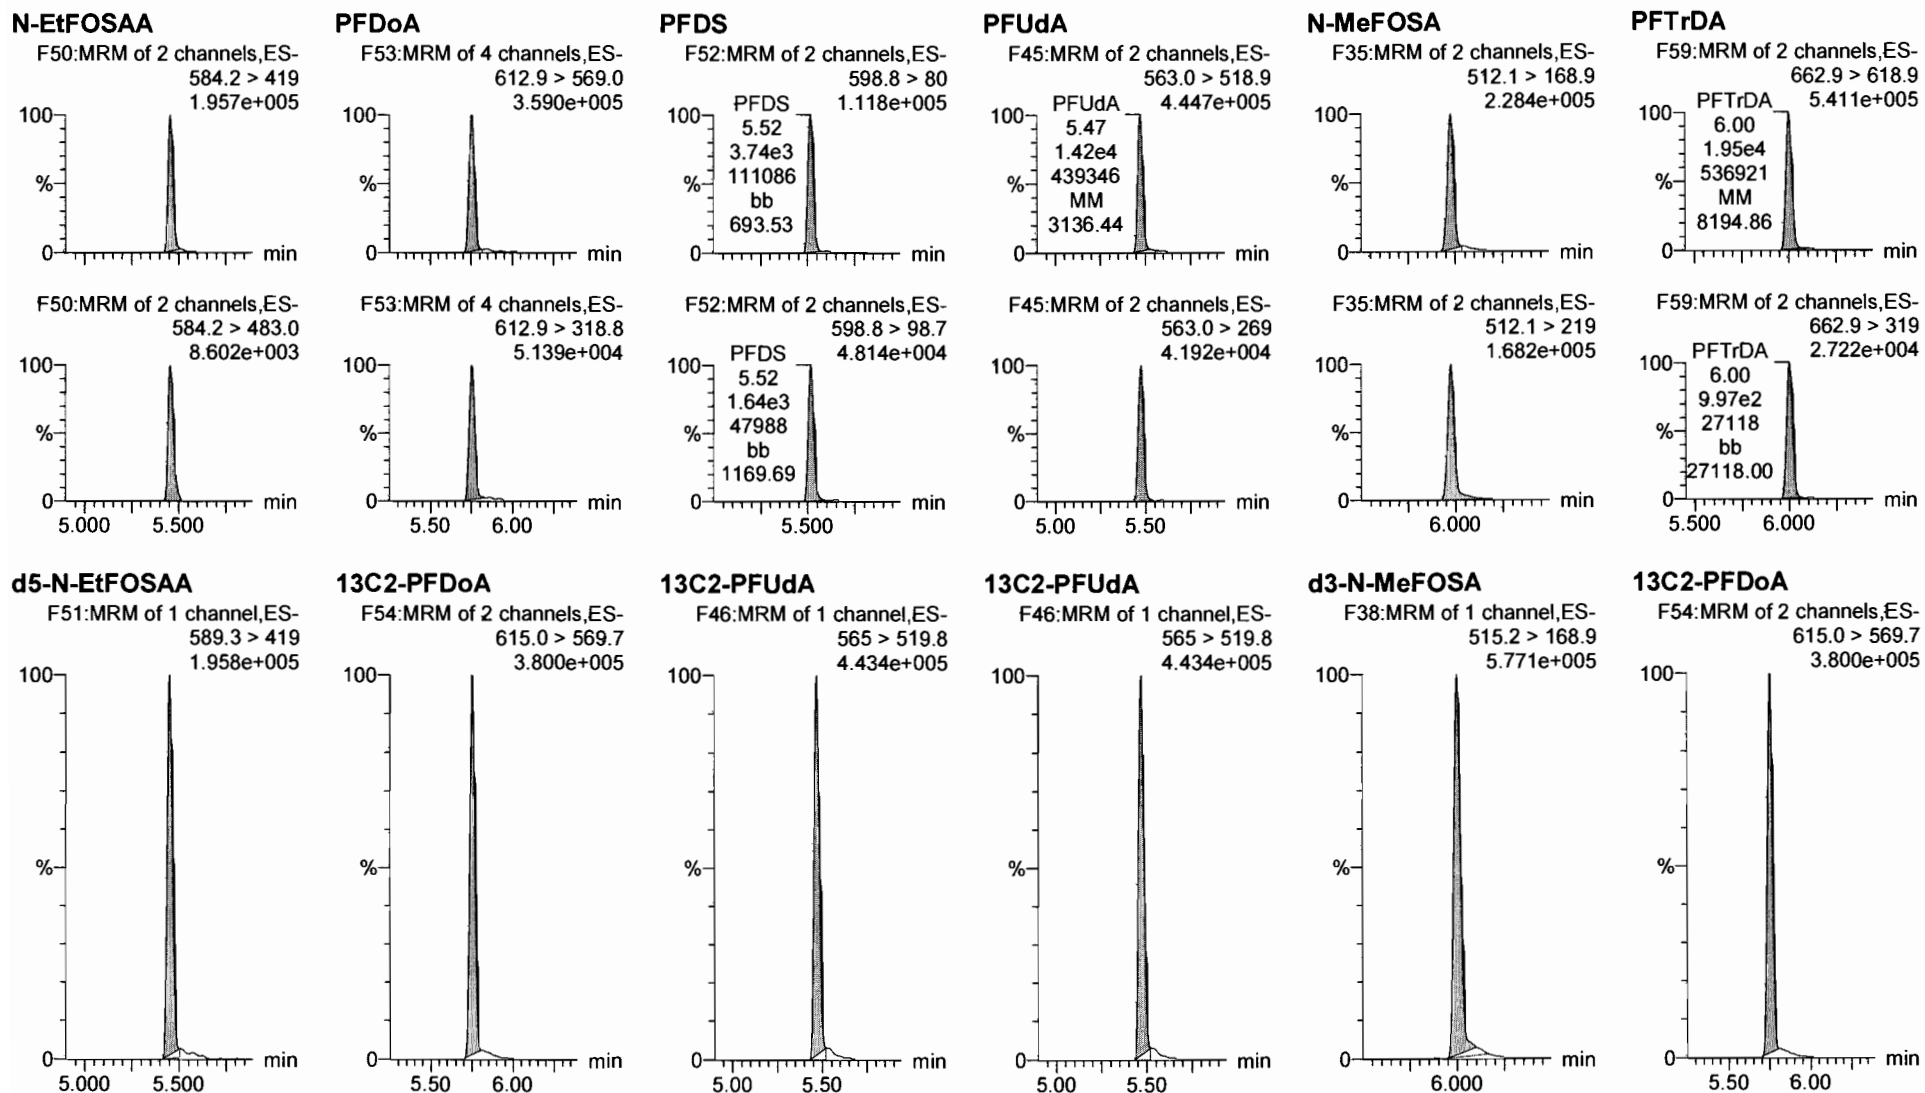 N-EtFOSAA
F50:MRM of 2 channels,ES-
584.2 > 419
1.957e+005
100
%
0
min
PFDoA
F53:MRM of 4 channels,ES-
612.9 > 569.0
3.590e+005
100
%
0
min
PFDS
F52:MRM of 2 channels,ES-
598.8 > 80
1.118e+005
PFDS
5.52
3.74e3
111086
bb
693.53
100
%
0
min
PFUdA
F45:MRM of 2 channels,ES-
563.0 > 518.9
4.447e+005
PFUdA
5.47
1.42e4
439346
MM
3136.44
100
%
0
min
N-MeFOSA
F35:MRM of 2 channels,ES-
512.1 > 168.9
2.284e+005
100
%
0
min
PFTrDA
F59:MRM of 2 channels,ES-
662.9 > 618.9
5.411e+005
PFTrDA
6.00
1.95e4
536921
MM
8194.86
100
%
0
min
F50:MRM of 2 channels,ES-
584.2 > 483.0
8.602e+003
100
%
0
min
5.000 5.500
F53:MRM of 4 channels,ES-
612.9 > 318.8
5.139e+004
100
%
0
min
5.50 6.00
F52:MRM of 2 channels,ES-
598.8 > 98.7
4.814e+004
PFDS
5.52
1.64e3
47988
bb
1169.69
100
%
0
min
5.500
F45:MRM of 2 channels,ES-
563.0 > 269
4.192e+004
100
%
0
min
5.00 5.50
F35:MRM of 2 channels,ES-
512.1 > 219
1.682e+005
100
%
0
min
6.000
F59:MRM of 2 channels,ES-
662.9 > 319
2.722e+004
PFTrDA
6.00
9.97e2
27118
bb
27118.00
100
%
0
min
5.500 6.000
d5-N-EtFOSAA
F51:MRM of 1 channel,ES-
589.3 > 419
1.958e+005
100
%
0
min
5.000 5.500
13C2-PFDoA
F54:MRM of 2 channels,ES-
615.0 > 569.7
3.800e+005
100
%
0
min
5.50 6.00
13C2-PFUdA
F46:MRM of 1 channel,ES-
565 > 519.8
4.434e+005
100
%
0
min
5.00 5.50
13C2-PFUdA
F46:MRM of 1 channel,ES-
565 > 519.8
4.434e+005
100
%
0
min
5.00 5.50
d3-N-MeFOSA
F38:MRM of 1 channel,ES-
515.2 > 168.9
5.771e+005
100
%
0
min
6.000
13C2-PFDoA
F54:MRM of 2 channels,ES-
615.0 > 569.7
3.800e+005
100
%
0
min
5.50 6.00